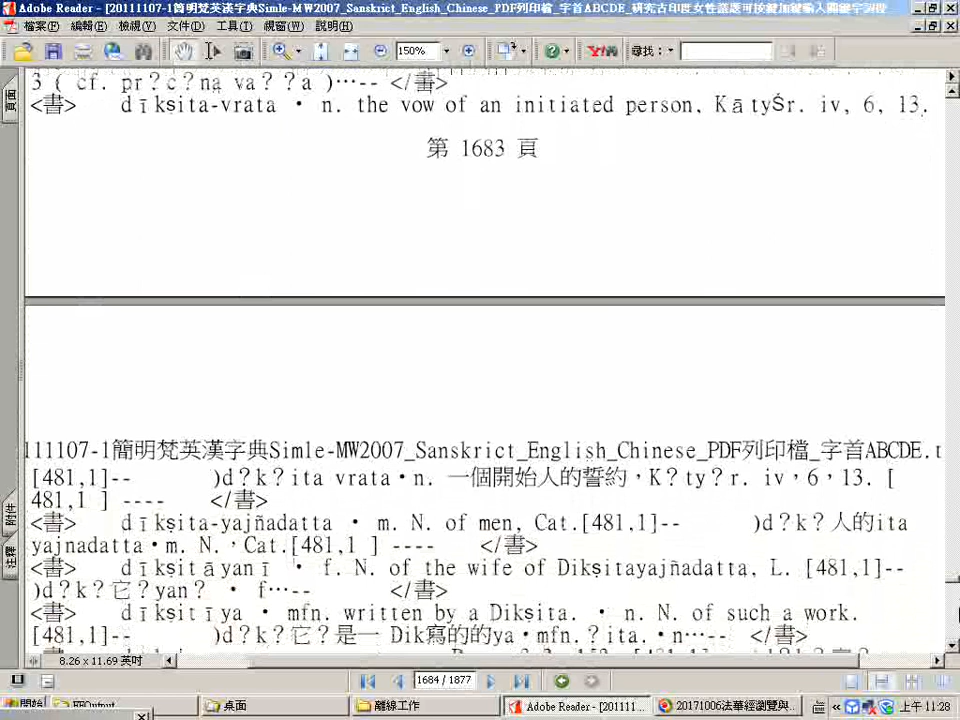 Adobe Reader - [20111107-1簡明梵英漢字典Simle-MW2007_Sanskrict_English_Chinese_PDF列印檔_字首ABCDE_研究古印度女性議題可按鍵
檔案(F) 編輯(E) 檢視(V) 文件(D) 工具(T) 視窗(W) 說明(H)
150% 尋找：
頁面
3 ( cf. pr?c?na va??a )…-- </書>
<書> dīkṣita-vrata ‧ n. the vow of an initiated person, KātyŚr. iv, 6, 13.
第 1683 頁
111107-1簡明梵英漢字典Simle-MW2007_Sanskrict_English_Chinese_PDF列印檔_字首ABCDE.t
[481,1]-- )d?k?ita vrata‧n. 一個開始人的誓約，K?ty?r. iv，6，13. [
481,1 ] ---- </書>
<書> dīkṣita-yajñadatta ‧ m. N. of men, Cat.[481,1]-- )d?k?人的ita
yajnadatta‧m. N.，Cat.[481,1 ] ---- </書>
<書> dīkṣitāyanī ‧ f. N. of the wife of Dikṣitayajñadatta, L. [481,1]--
)d?k?它?yan? ‧ f…-- </書>
<書> dīkṣitīya ‧ mfn. written by a Dikṣita. ‧ n. N. of such a work.
[481,1]-- )d?k?它?是一 Dik寫的的ya‧mfn.?ita.‧n…-- </書>
附件
注釋
8.26 x 11.69 英吋
1684 / 1877
開始 FFOutput 桌面 離線工作 Adobe Reader - [201111... 20171006法華經瀏覽與... 上午 11:28